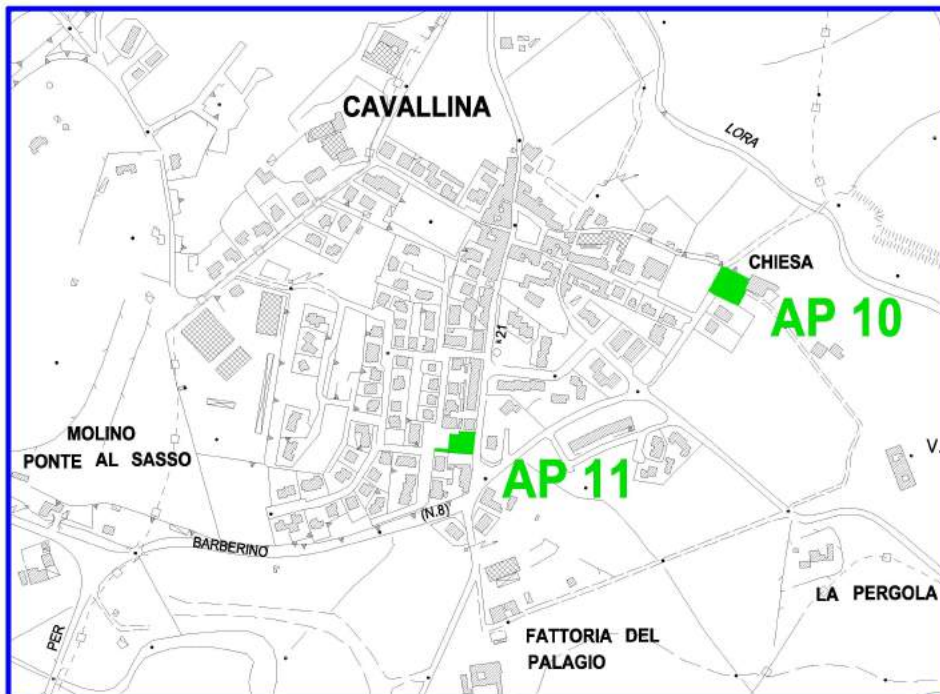 CAVALLINA
LORA
CHIESA
AP 10
k21
MOLINO
PONTE AL SASSO
V.
AP 11
(N.8)
BARBERINO
LA PERGOLA
PER
FATTORIA DEL
PALAGIO